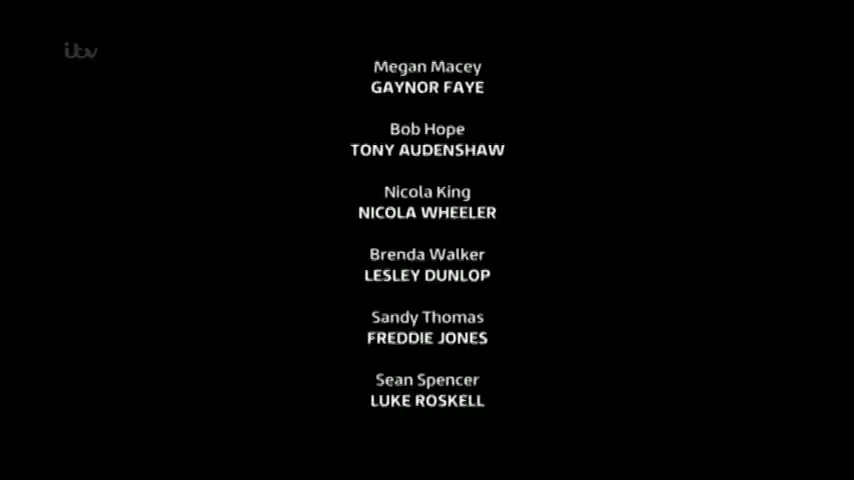 itv
Megan Macey
GAYNOR FAYE
Bob Hope
TONY AUDENSHAW
Nicola King
NICOLA WHEELER
Brenda Walker
LESLEY DUNLOP
Sandy Thomas
FREDDIE JONES
Sean Spencer
LUKE ROSKELL